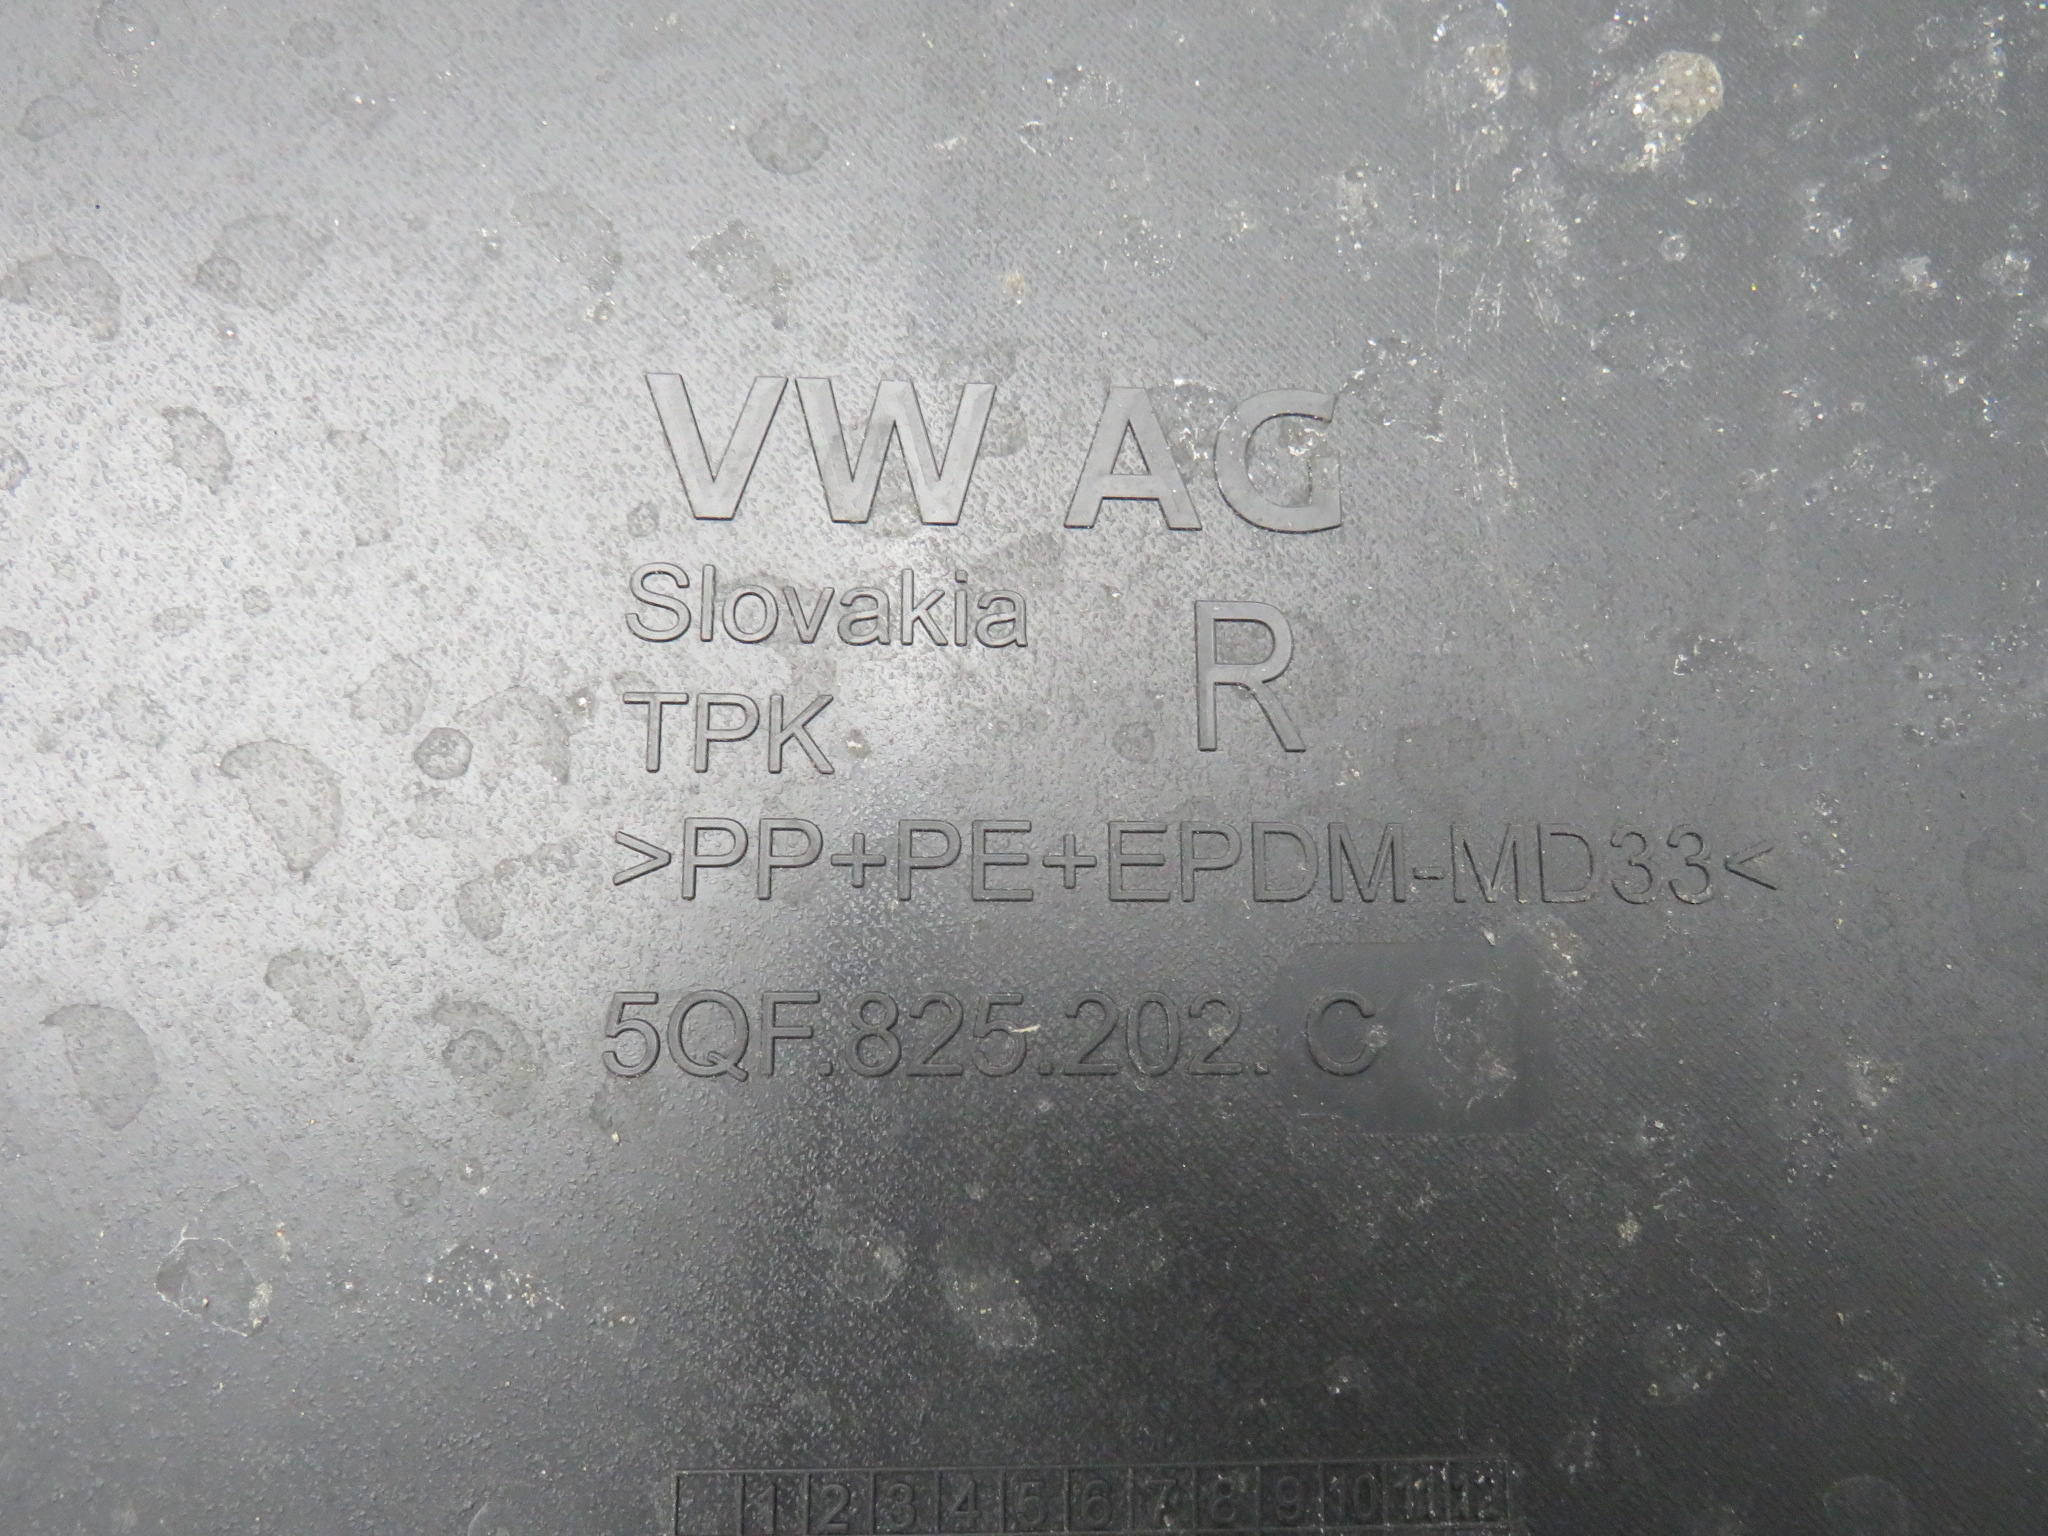 VW AG
Slovakia
R
TPK
>PP+PE+EPDM-MD33<
5QF.825.202. C
1 2 3 4 5 6 7 8 9 10 11 12